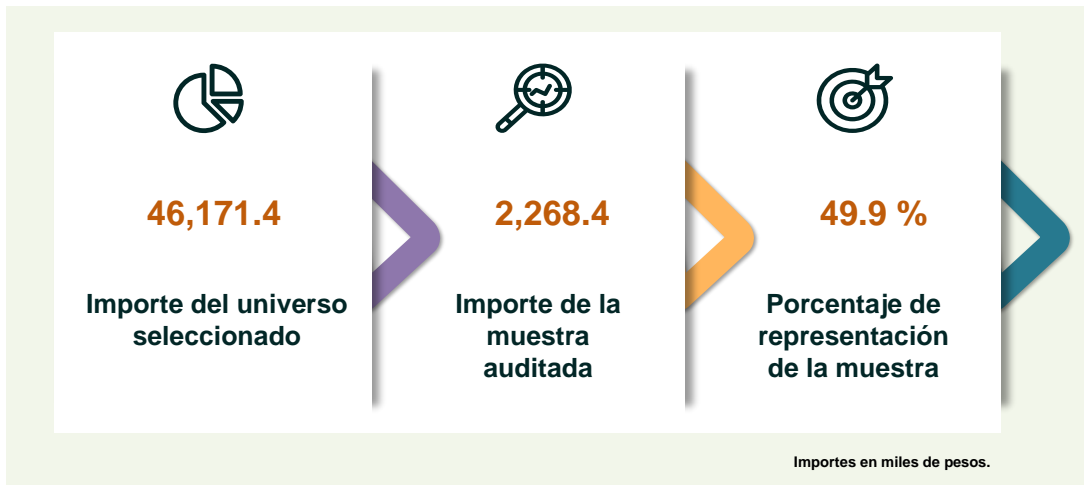 46,171.4
Importe del universo
seleccionado
2,268.4
Importe de la
muestra
auditada
49.9 %
Porcentaje de
representación
de la muestra
Importes en miles de pesos.